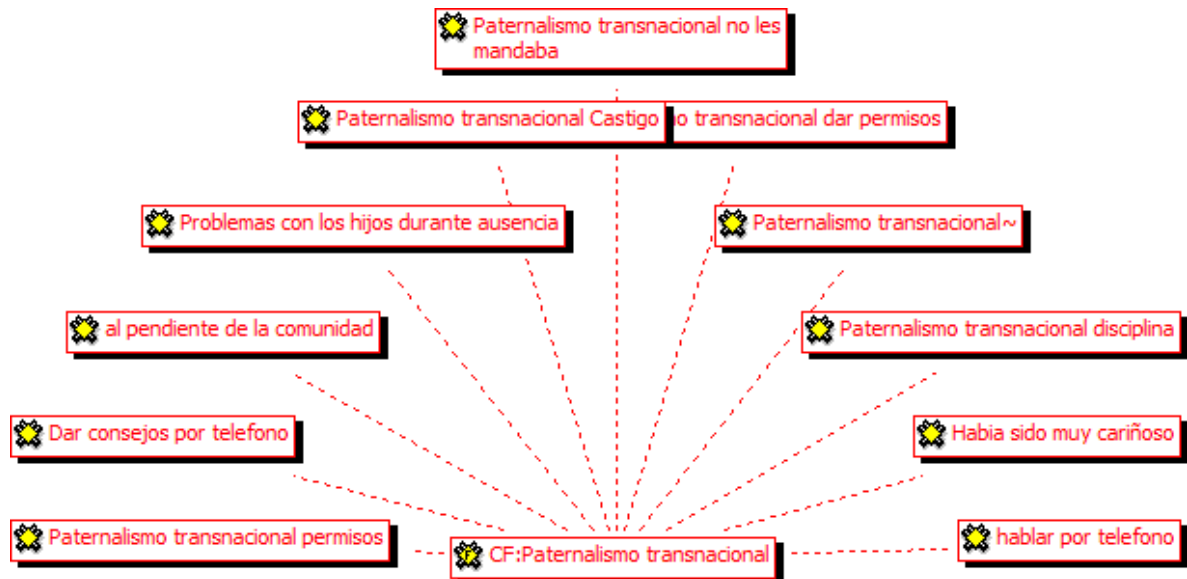 Paternalismo transnacional no les
mandaba
Paternalismo transnacional Castigo
transnacional dar permisos
Problemas con los hijos durante ausencia
Paternalismo transnacional~
al pendiente de la comunidad
Paternalismo transnacional disciplina
Dar consejos por telefono
Habia sido muy cariñoso
Paternalismo transnacional permisos
CF:Paternalismo transnacional
hablar por telefono